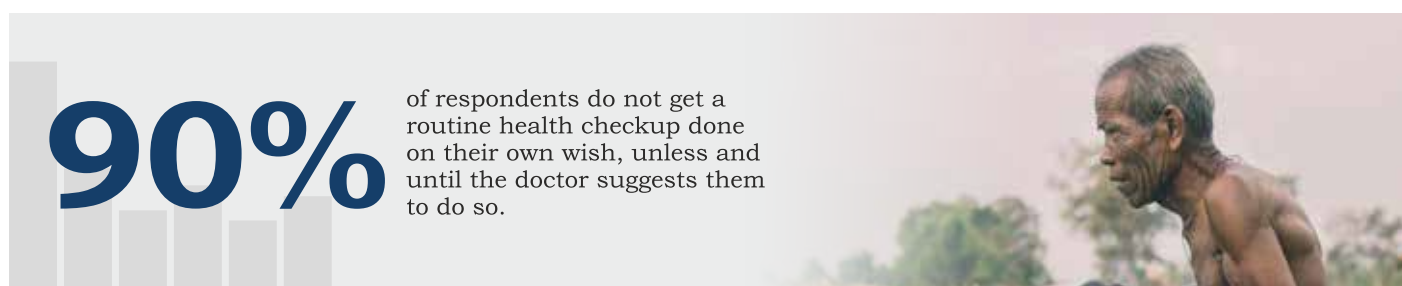 90%
of respondents do not get a
routine health checkup done
on their own wish, unless and
until the doctor suggests them
to do so.